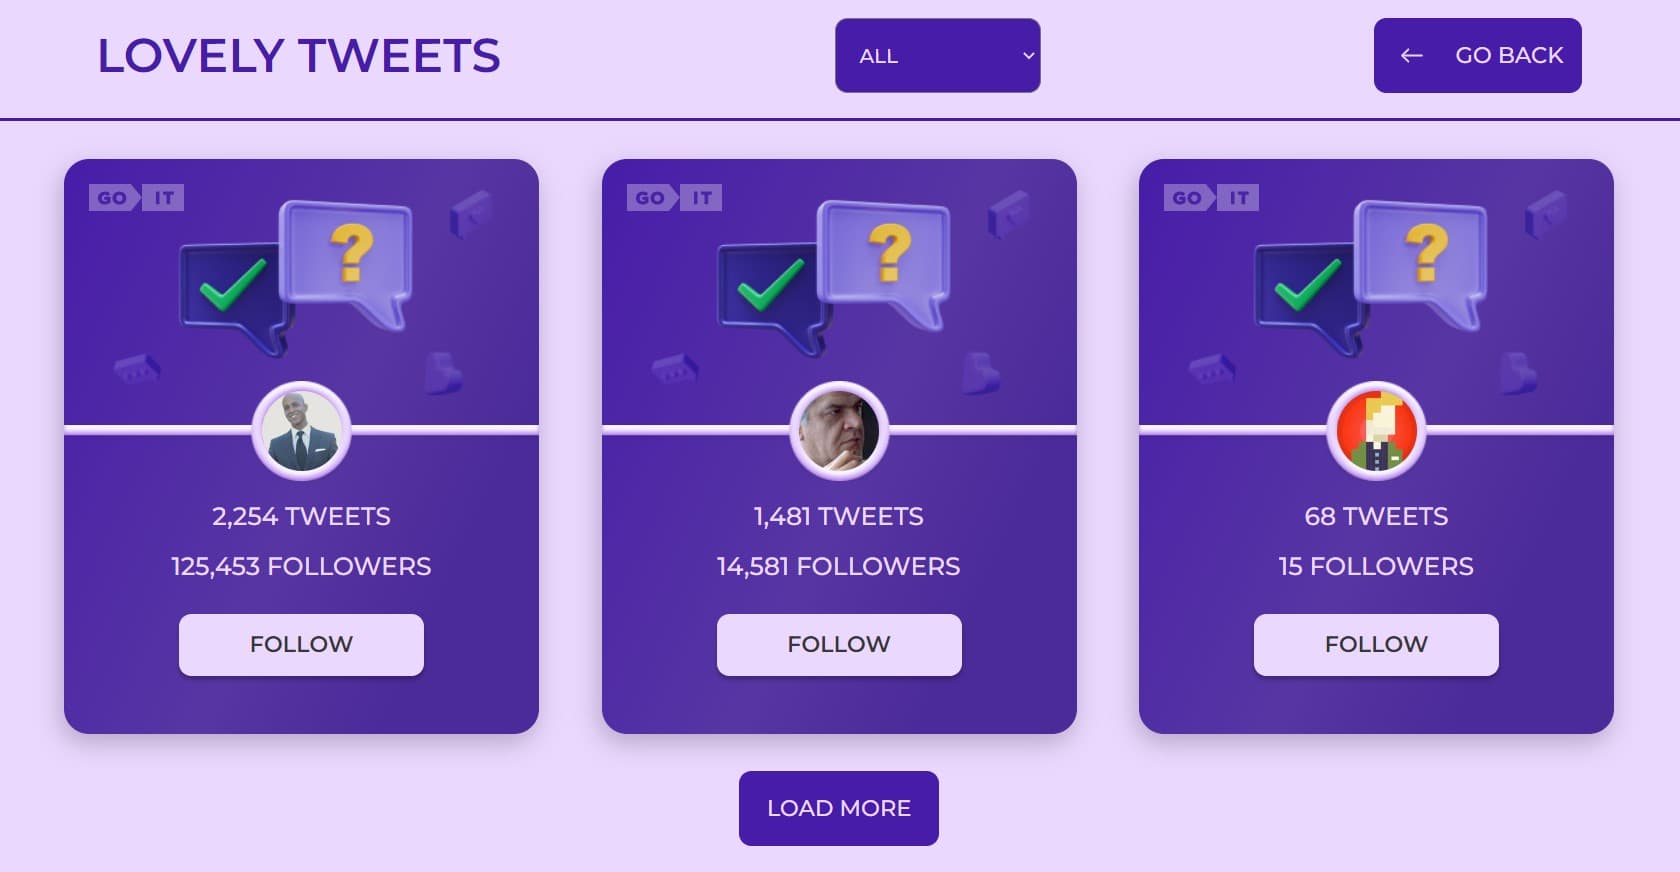 LOVELY TWEETS
ALL
GO BACK
GO IT
?
2,254 TWEETS
125,453 FOLLOWERS
FOLLOW
GO IT
?
1,481 TWEETS
14,581 FOLLOWERS
FOLLOW
GO IT
?
68 TWEETS
15 FOLLOWERS
FOLLOW
LOAD MORE